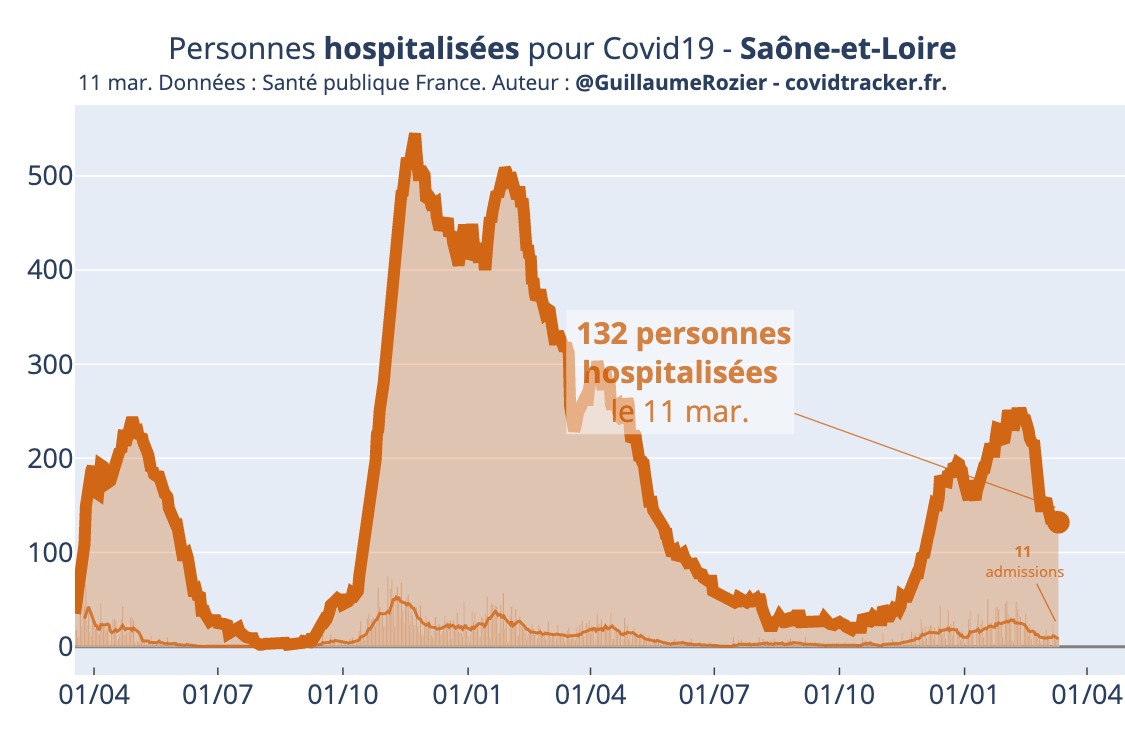 Personnes hospitalisées pour Covid19 - Saône-et-Loire
11 mar. Données : Santé publique France. Auteur : @GuillaumeRozier - covidtracker.fr.
500
400
300
200
100
0
132 personnes
hospitalisées
le 11 mar.
11
admissions
01/04 01/07 01/10 01/01 01/04 01/07 01/10 01/01 01/04